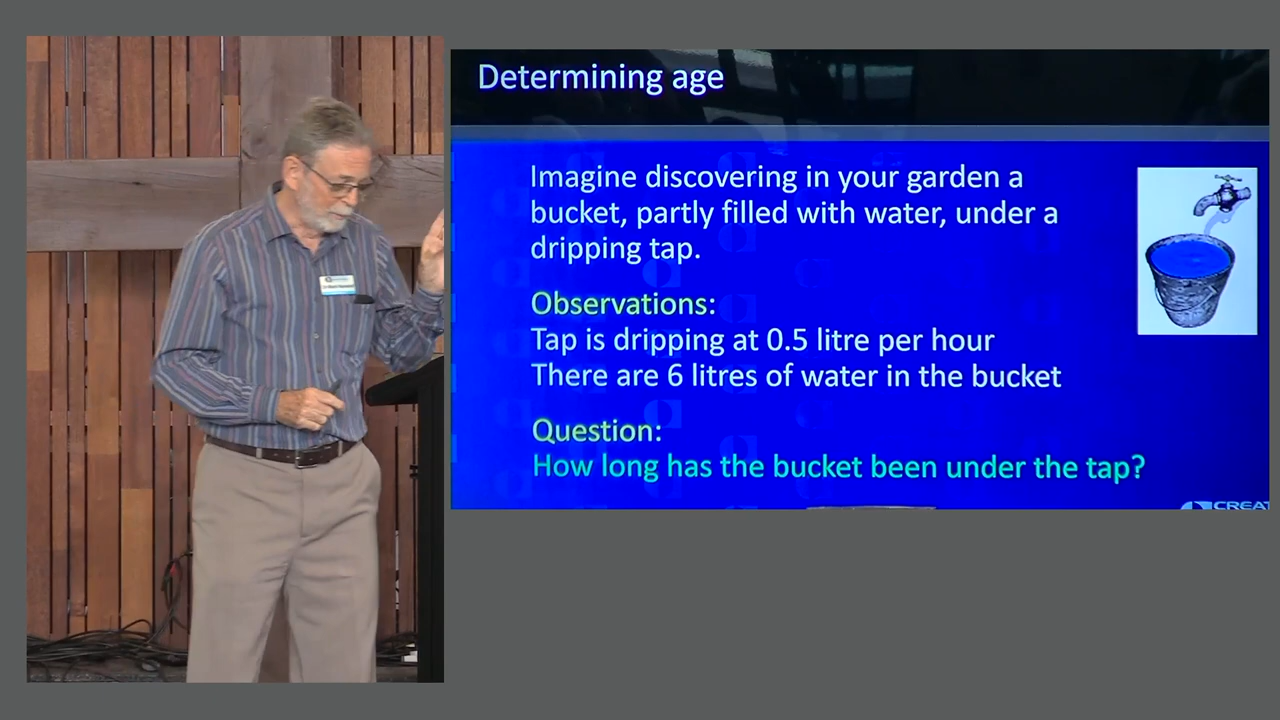 Determining age
Imagine discovering in your garden a
bucket, partly filled with water, under a
dripping tap.
Observations:
Tap is dripping at 0.5 litre per hour
There are 6 litres of water in the bucket
Question:
How long has the bucket been under the tap?